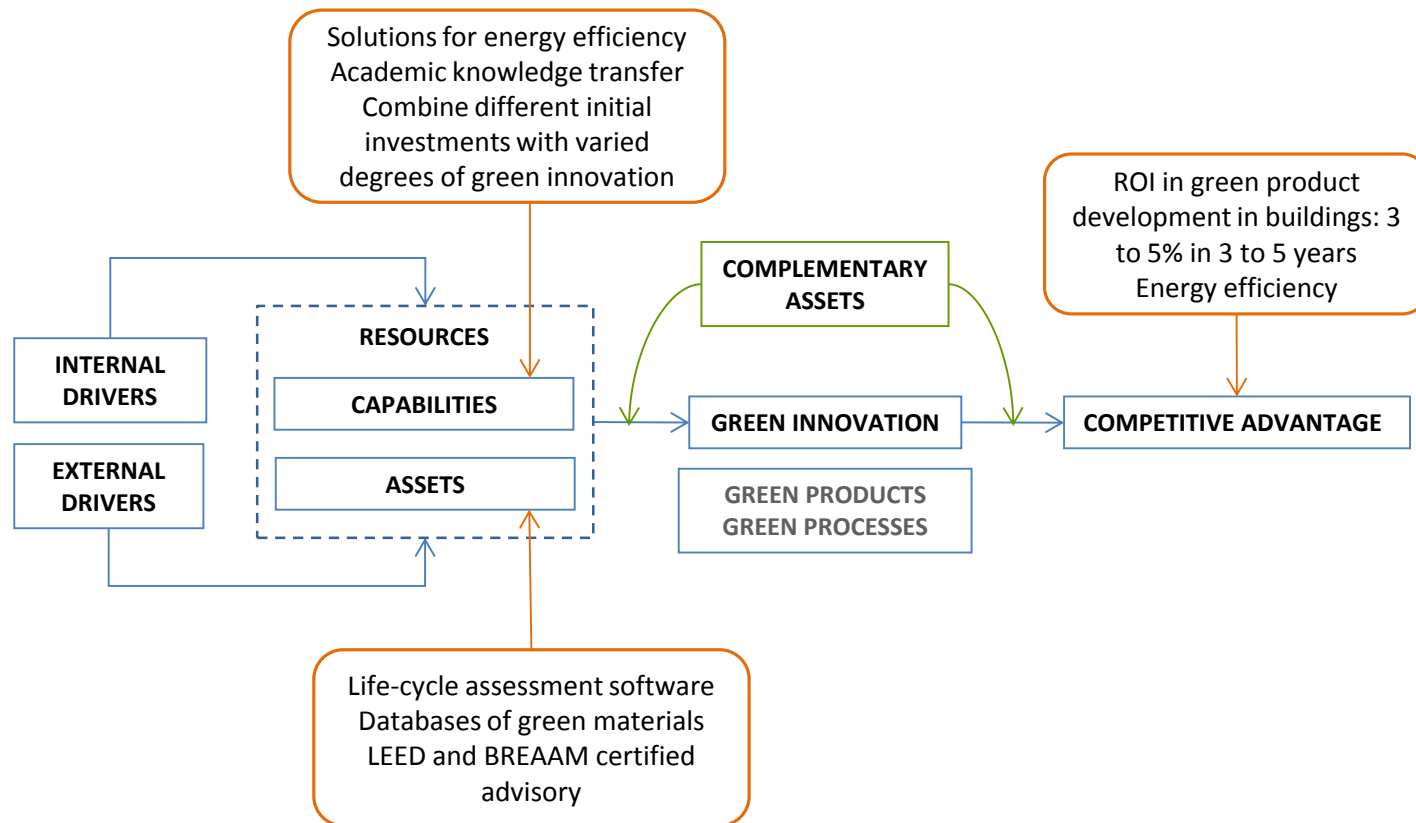 Solutions for energy efficiency
Academic knowledge transfer
Combine different initial
investments with varied
degrees of green innovation
ROI in green product
development in buildings: 3
to 5% in 3 to 5 years
Energy efficiency
COMPLEMENTARY
ASSETS
RESOURCES
INTERNAL
DRIVERS
CAPABILITIES
GREEN INNOVATION
COMPETITIVE ADVANTAGE
EXTERNAL
DRIVERS
ASSETS
GREEN PRODUCTS
GREEN PROCESSES
Life-cycle assessment software
Databases of green materials
LEED and BREAAM certified
advisory